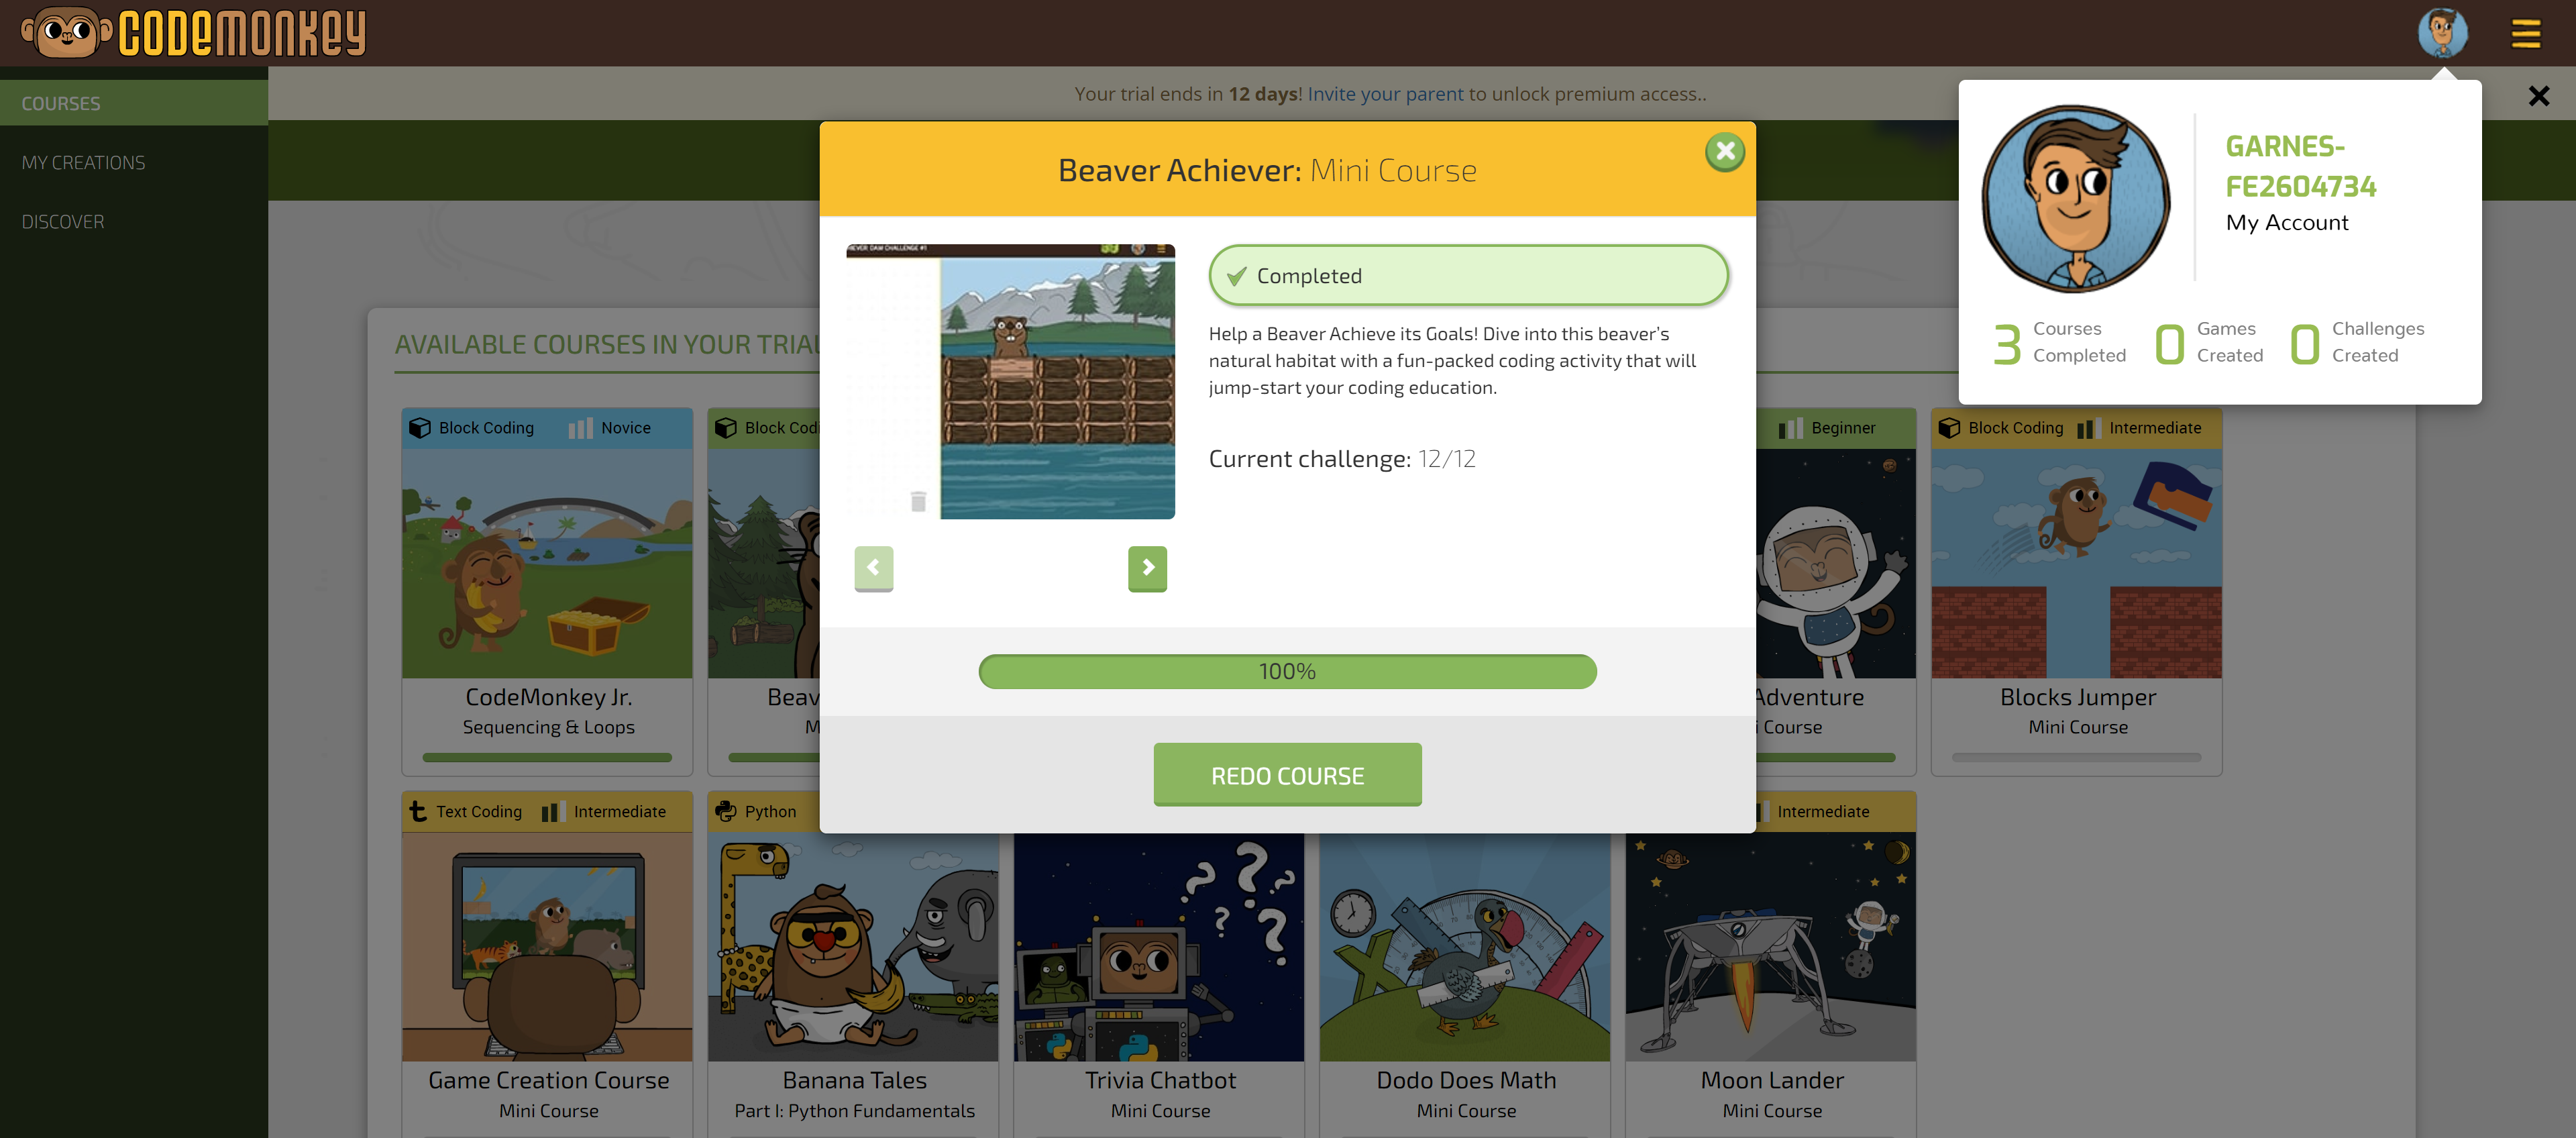 CODEMONKEY
COURSES
MY CREATIONS
DISCOVER
Your trial ends in 12 days! Invite your parent to unlock premium access..
GARNES-
FE2604734
My Account
3 Courses Completed
0 Games Created
0 Challenges Created
Beaver Achiever: Mini Course
Completed
Help a Beaver Achieve its Goals! Dive into this beaver's
natural habitat with a fun-packed coding activity that will
jump-start your coding education.
Current challenge: 12/12
100%
REDO COURSE
AVAILABLE COURSES IN YOUR TRIAL
Block Coding Novice
CodeMonkey Jr.
Sequencing & Loops
Block Codi
Beav
M
Beginner
Adventure
i Course
Block Coding Intermediate
Blocks Jumper
Mini Course
Text Coding Intermediate
Game Creation Course
Mini Course
Python
Banana Tales
Part I: Python Fundamentals
Trivia Chatbot
Mini Course
Dodo Does Math
Mini Course
Intermediate
Moon Lander
Mini Course